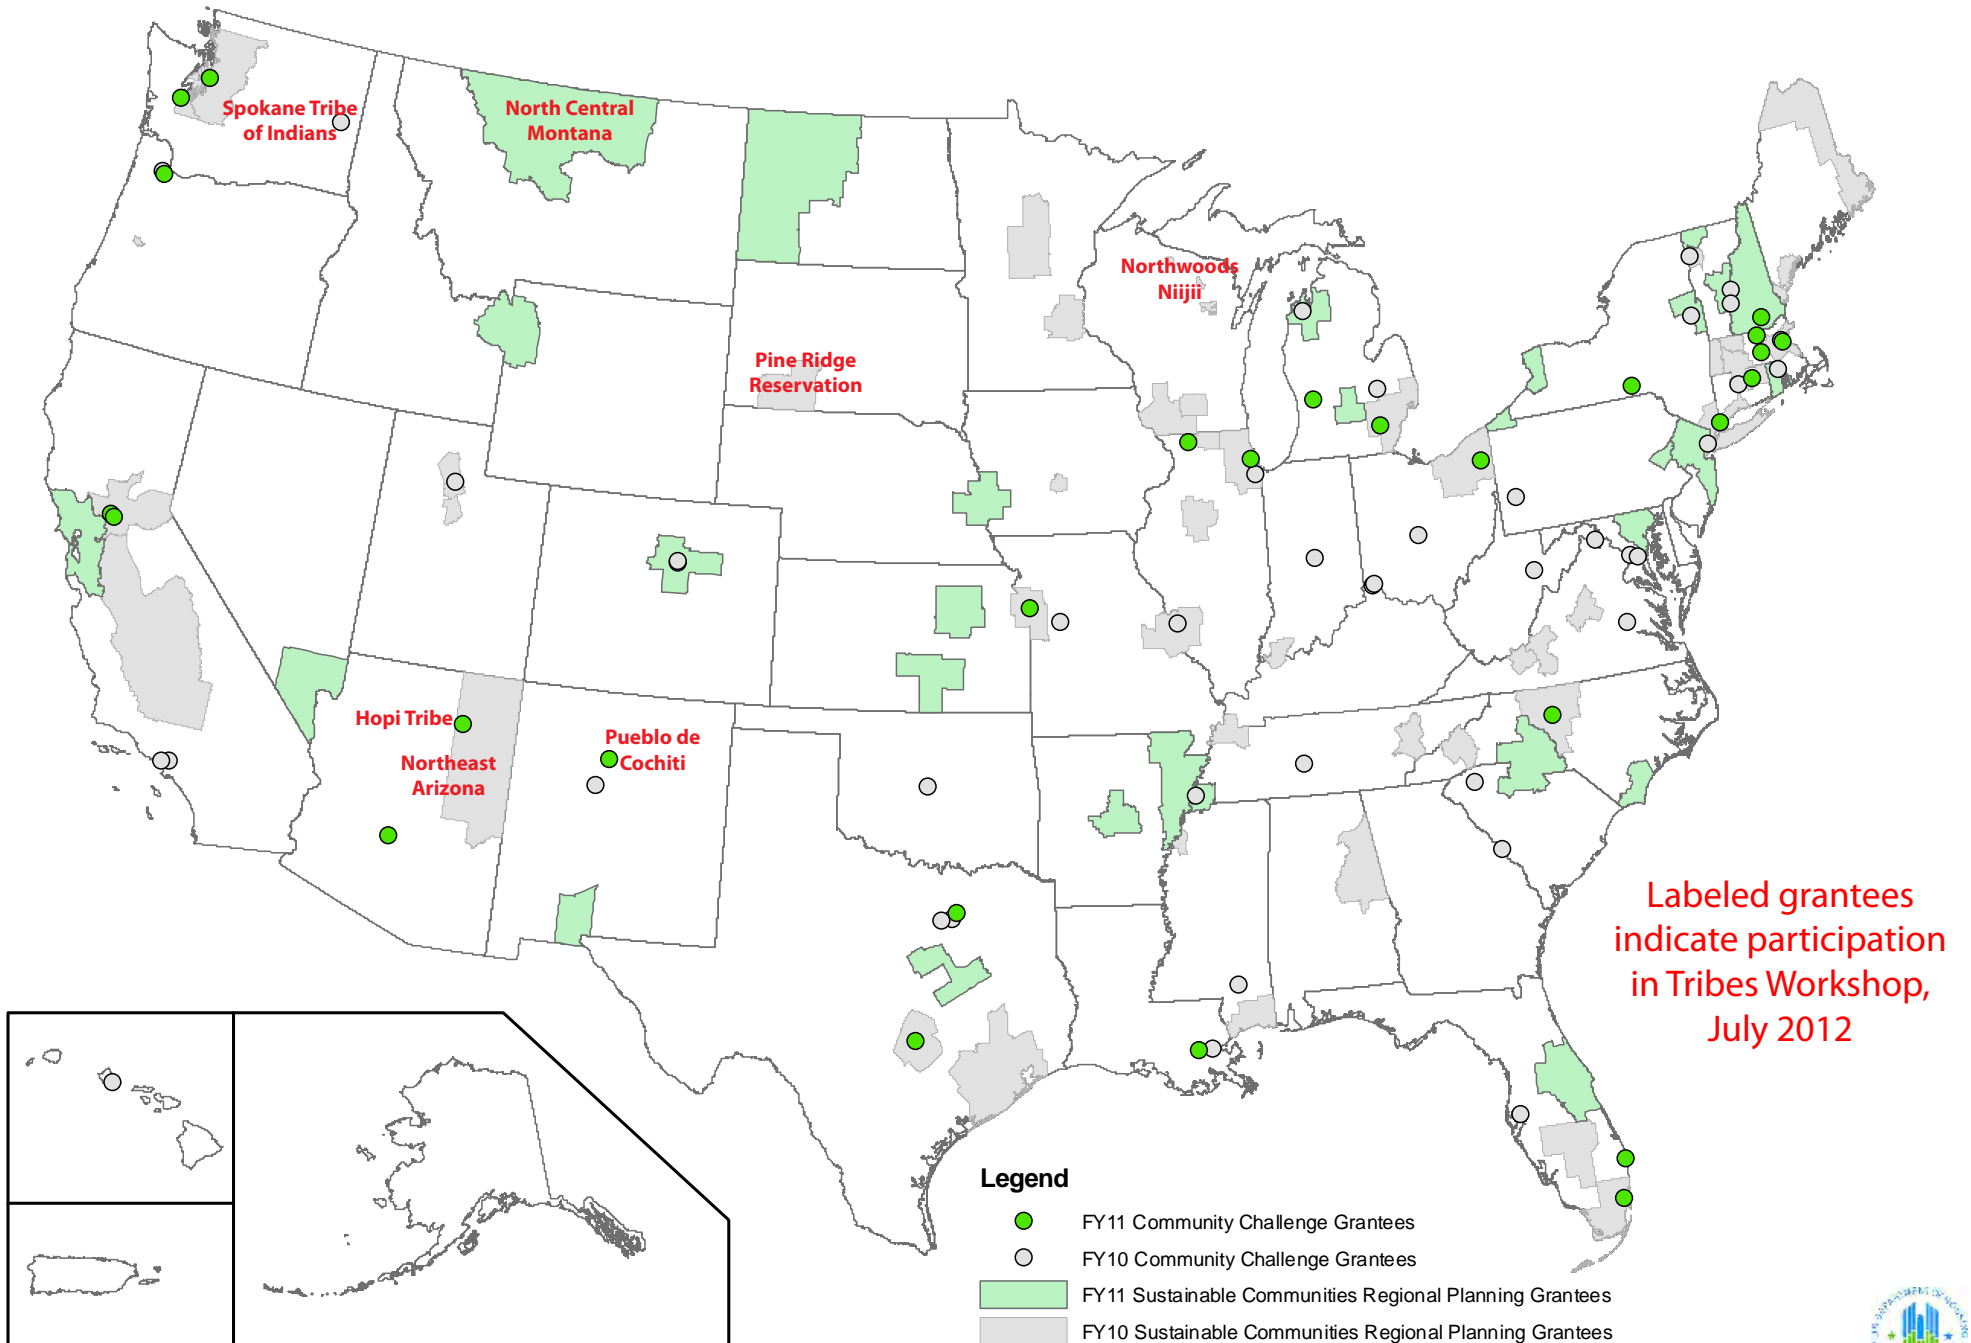 Spokane Tribe
of Indians
North Central
Montana
Northwoods
Niijii
Pine Ridge
Reservation
Hopi Tribe
Northeast
Arizona
Pueblo de
Cochiti
Labeled grantees
indicate participation
in Tribes Workshop,
July 2012
Legend
FY11 Community Challenge Grantees
FY10 Community Challenge Grantees
FY11 Sustainable Communities Regional Planning Grantees
FY10 Sustainable Communities Regional Planning Grantees